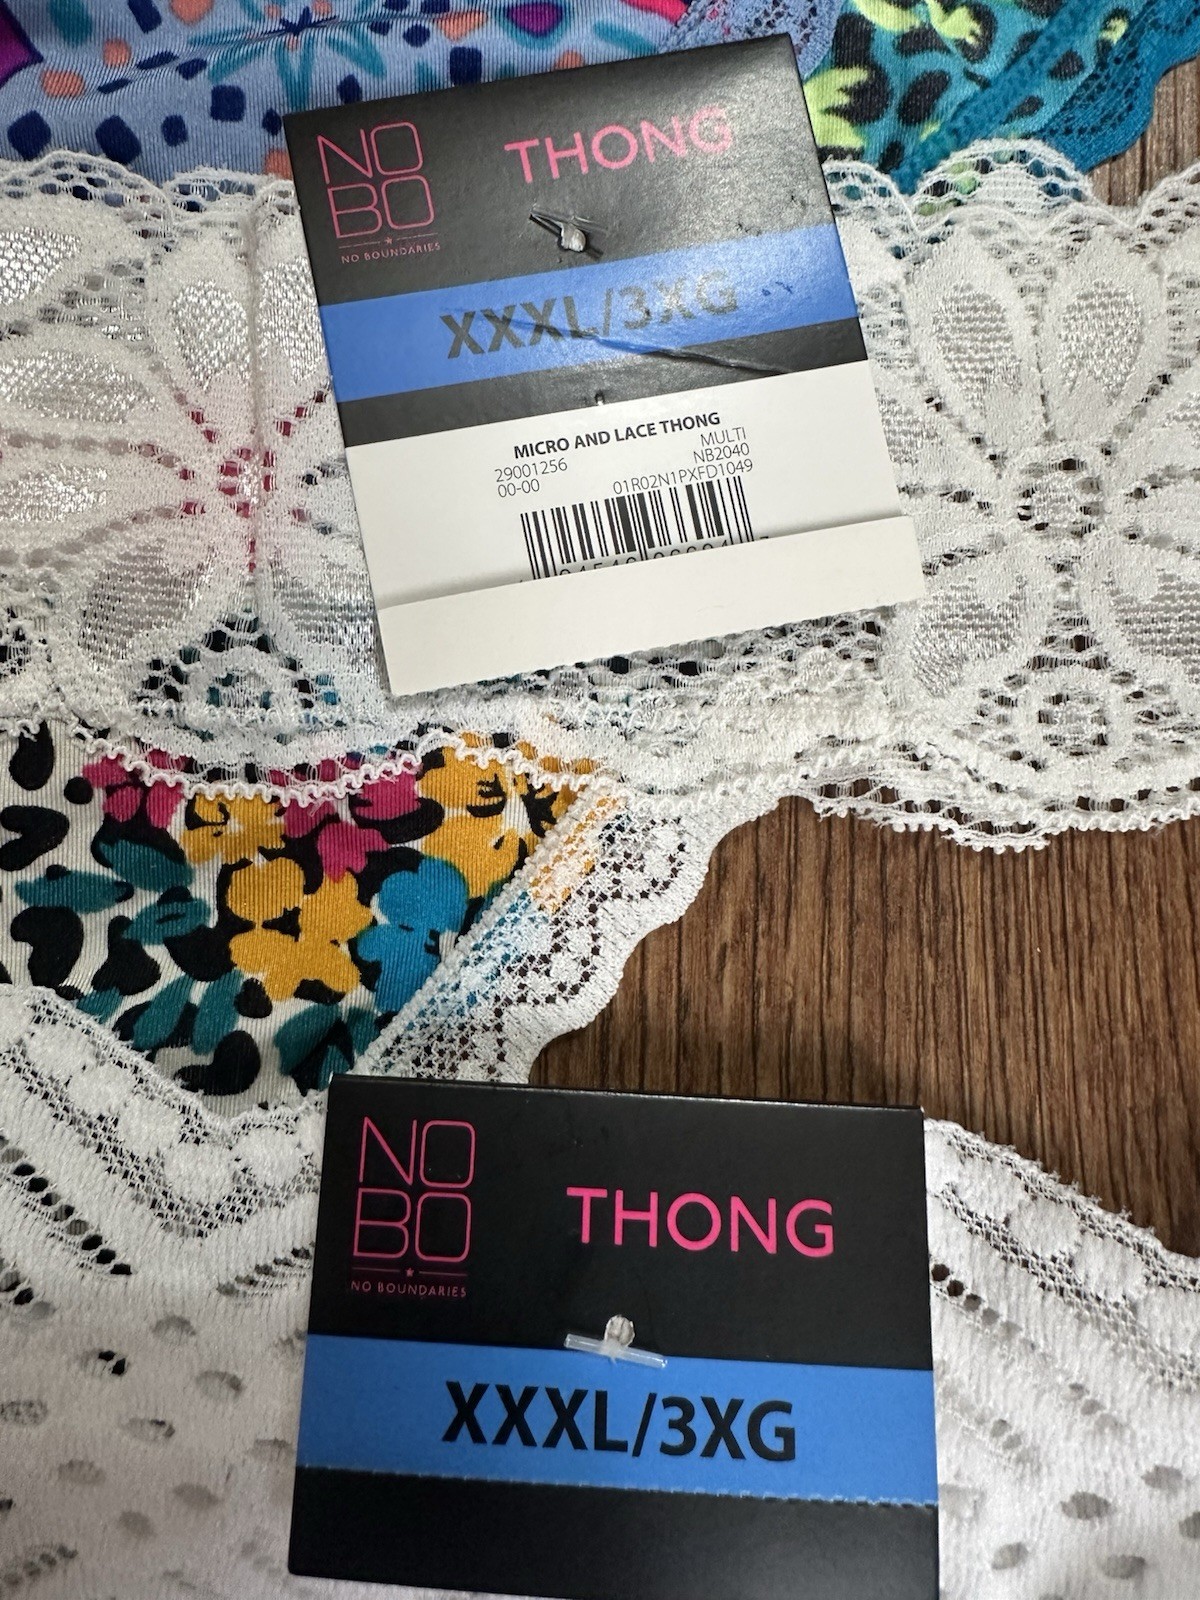 NO
BO
NO BOUNDARIES
THONG
XXXL/3XG
MICRO AND LACE THONG
29001256
MULTI
00-00
NB2040
01R02N1PXFD1049
NO
BO
NO BOUNDARIES
THONG
XXXL/3XG